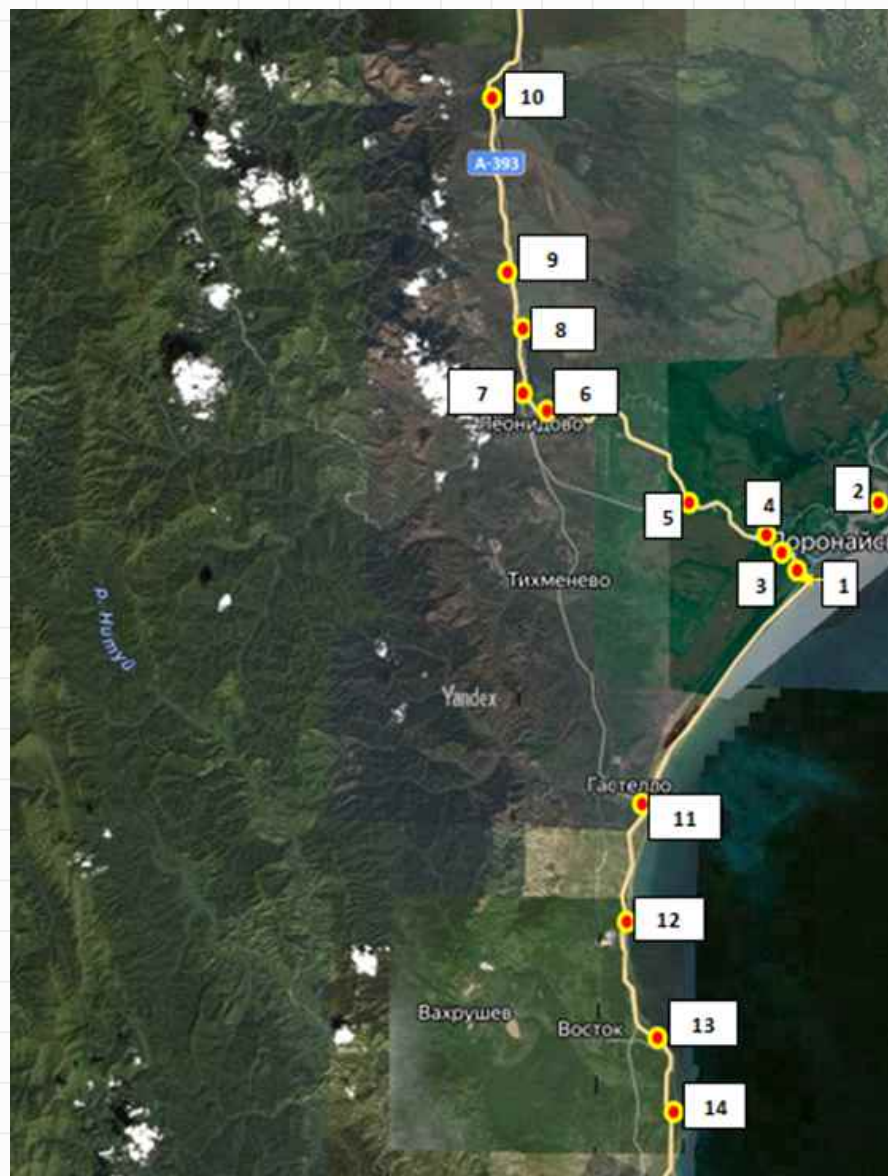 10
А-393
9
8
7
6
Леонидово
2
4
5
Поронайс
3
1
Тихменево
р. Нитуй
Yandex
Гастелло
11
12
Вахрушев
Восток
13
14